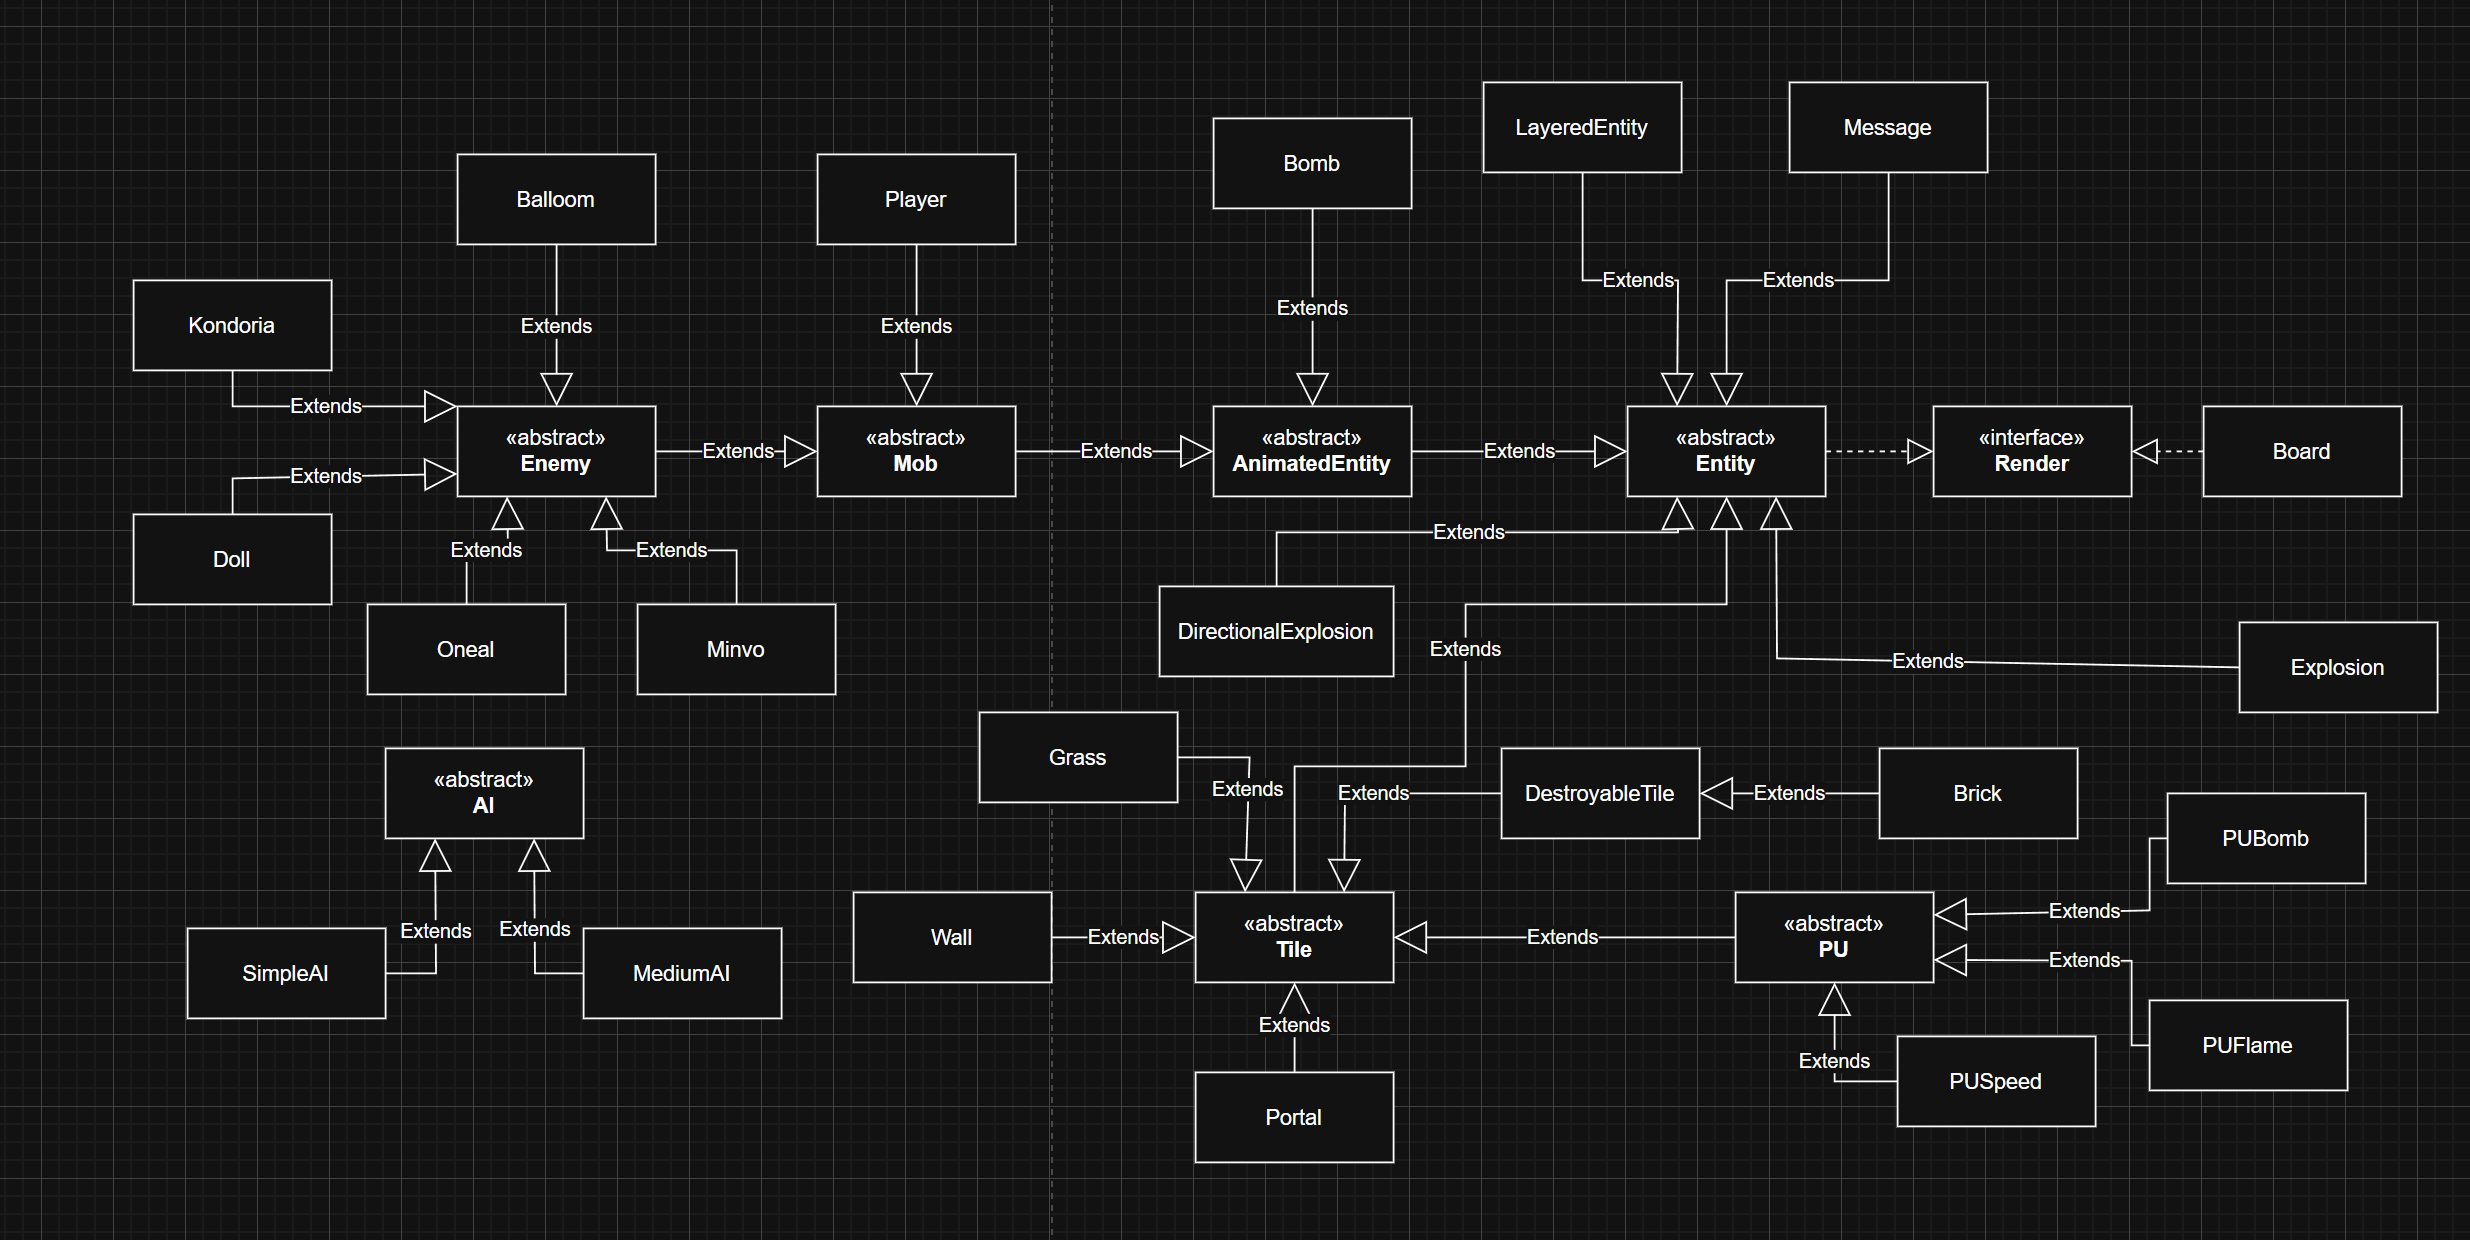 LayeredEntity
Message
Bomb
Balloom
Player
Extends
Extends
Extends
Kondoria
Extends
Extends
Extends
«abstract»
Enemy
Extends
«abstract»
Mob
Extends
«abstract»
AnimatedEntity
Extends
«abstract»
Entity
«interface»
Render
Board
Extends
Extends
Doll
Extends
Extends
DirectionalExplosion
Oneal
Minvo
Extends
Extends
Explosion
Grass
«abstract»
AI
Extends
Extends
DestroyableTile
Extends
Brick
PUBomb
Extends
Extends
SimpleAI
MediumAI
Wall
Extends
«abstract»
Tile
Extends
«abstract»
PU
Extends
Extends
Extends
Extends
PUFlame
PUSpeed
Portal